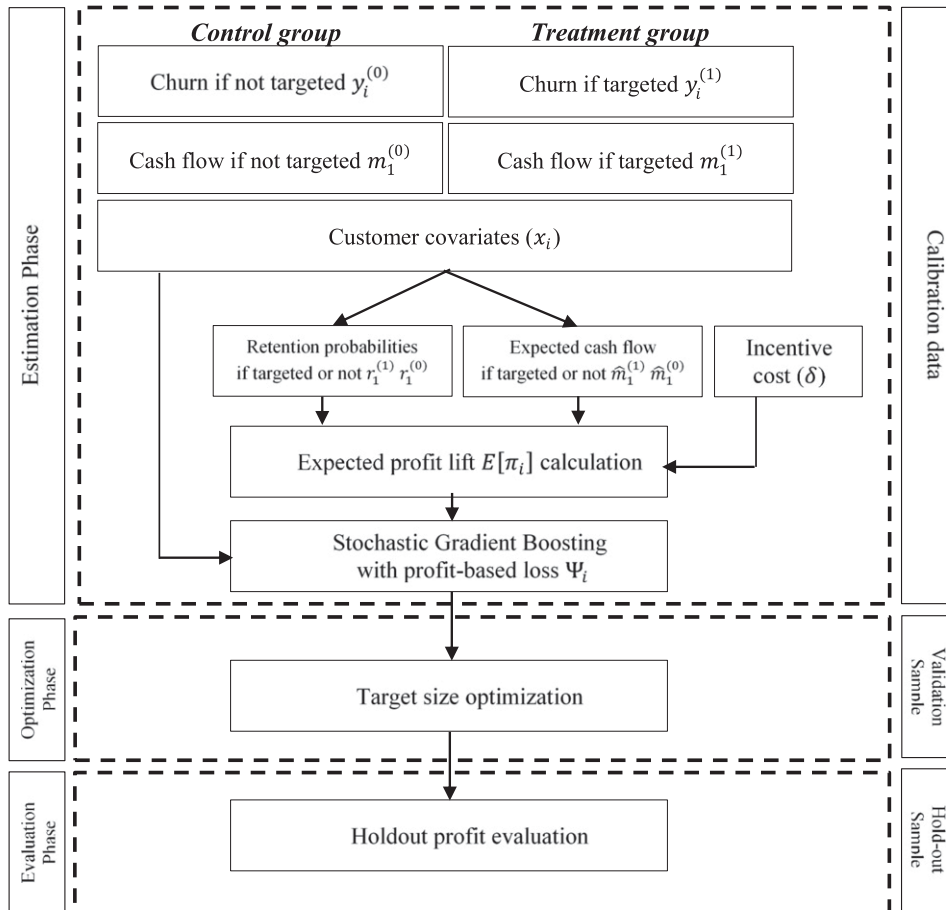 Control group
Treatment group
Churn if not targeted y_i^(0)
Churn if targeted y_i^(1)
Cash flow if not targeted m_1^(0)
Cash flow if targeted m_1^(1)
Customer covariates (x_i)
Retention probabilities
if targeted or not r_1^(1) r_1^(0)
Expected cash flow
if targeted or not m̂_1^(1) m̂_1^(0)
Incentive
cost (δ)
Expected profit lift E[π_i] calculation
Stochastic Gradient Boosting
with profit-based loss Ψ_i
Target size optimization
Holdout profit evaluation
Estimation Phase
Optimization
Phase
Evaluation
Phase
Calibration data
Validation
Sample
Hold-out
Sample